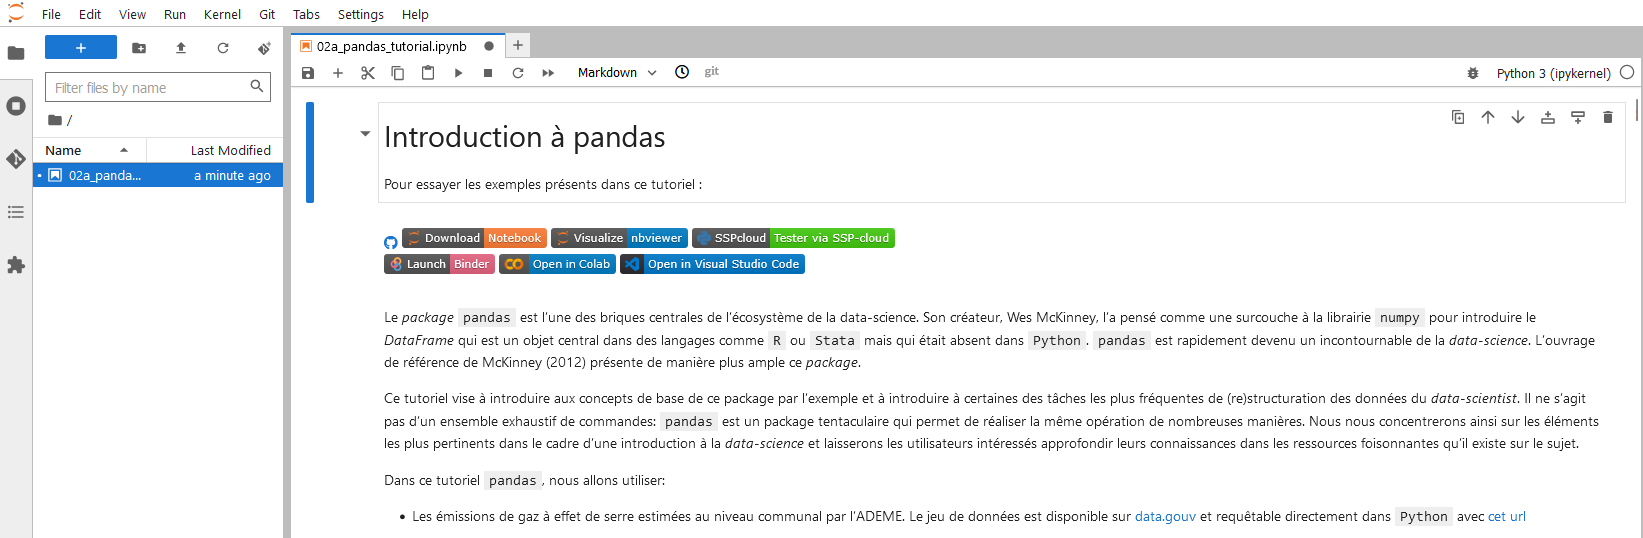 File Edit View Run Kernel Git Tabs Settings Help
02a_pandas_tutorial.ipynb
Markdown
git
Python 3 (ipykernel)
Filter files by name
/
Name Last Modified
02a_panda... a minute ago
Introduction à pandas
Pour essayer les exemples présents dans ce tutoriel :
Download Notebook Visualize nbviewer SSPcloud Tester via SSP-cloud
Launch Binder Open in Colab Open in Visual Studio Code
Le package pandas est l'une des briques centrales de l'écosystème de la data-science. Son créateur, Wes McKinney, l'a pensé comme une surcouche à la librairie numpy pour introduire le
DataFrame qui est un objet central dans des langages comme R ou Stata mais qui était absent dans Python. pandas est rapidement devenu un incontournable de la data-science. L'ouvrage
de référence de McKinney (2012) présente de manière plus ample ce package.
Ce tutoriel vise à introduire aux concepts de base de ce package par l'exemple et à introduire à certaines des tâches les plus fréquentes de (re)structuration des données du data-scientist. Il ne s'agit
pas d'un ensemble exhaustif de commandes: pandas est un package tentaculaire qui permet de réaliser la même opération de nombreuses manières. Nous nous concentrerons ainsi sur les éléments
les plus pertinents dans le cadre d'une introduction à la data-science et laisserons les utilisateurs intéressés approfondir leurs connaissances dans les ressources foisonnantes qu'il existe sur le sujet.
Dans ce tutoriel pandas, nous allons utiliser:
• Les émissions de gaz à effet de serre estimées au niveau communal par l'ADEME. Le jeu de données est disponible sur data.gouv et requêtable directement dans Python avec cet url